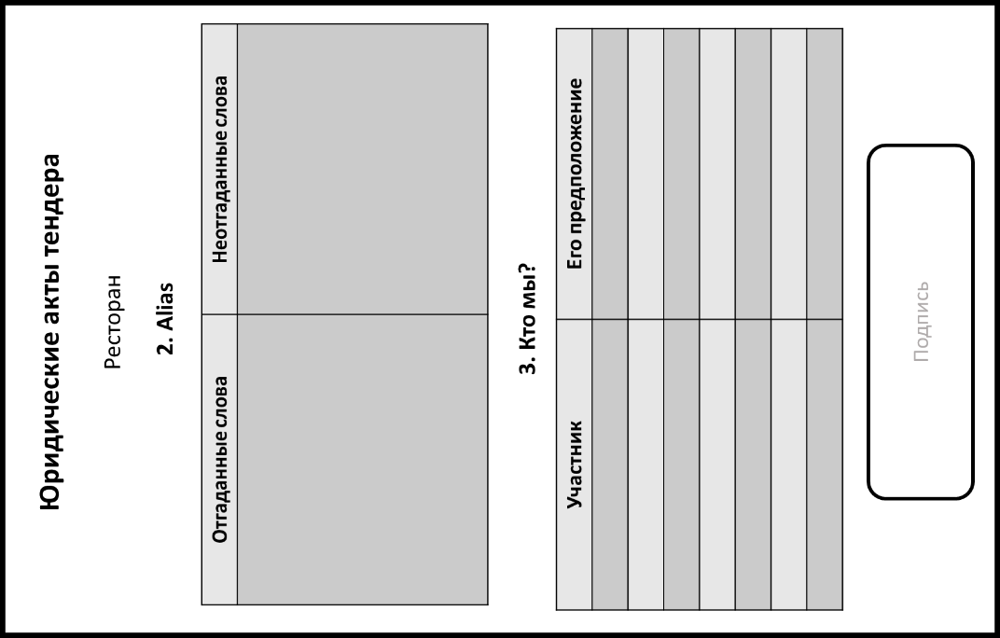 Юридические акты тендера
Ресторан
2. Alias
Отгаданные слова Неотгаданные слова
3. Кто мы?
Участник Его предположение
Подпись